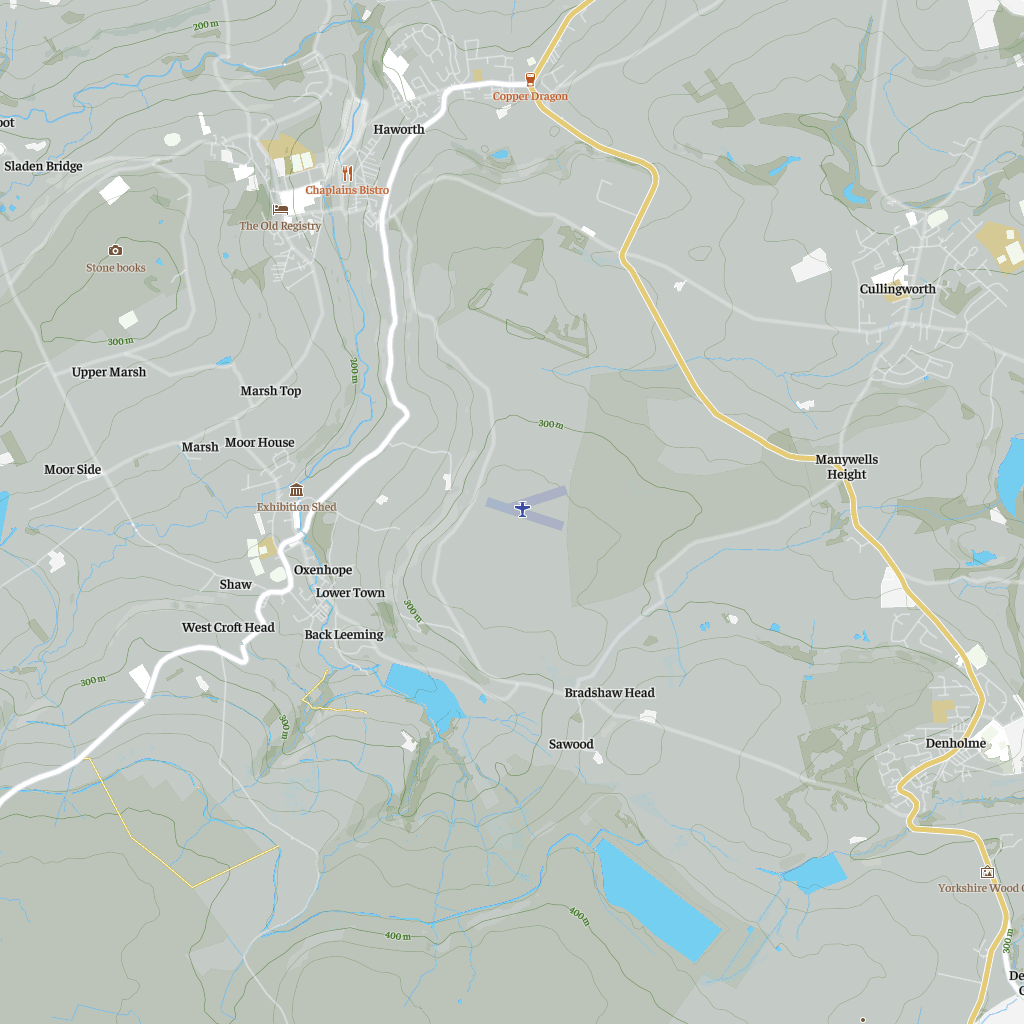 200 m
Copper Dragon
Haworth
Sladen Bridge
Chaplains Bistro
The Old Registry
Stone books
Cullingworth
300 m
Upper Marsh
200 m
Marsh Top
300 m
Moor House
Marsh
Moor Side
Manywells
Height
Exhibition Shed
Oxenhope
Shaw
Lower Town
300 m
West Croft Head
Back Leeming
300 m
Bradshaw Head
300 m
Sawood
Denholme
Yorkshire Wood
400 m
400 m
300 m